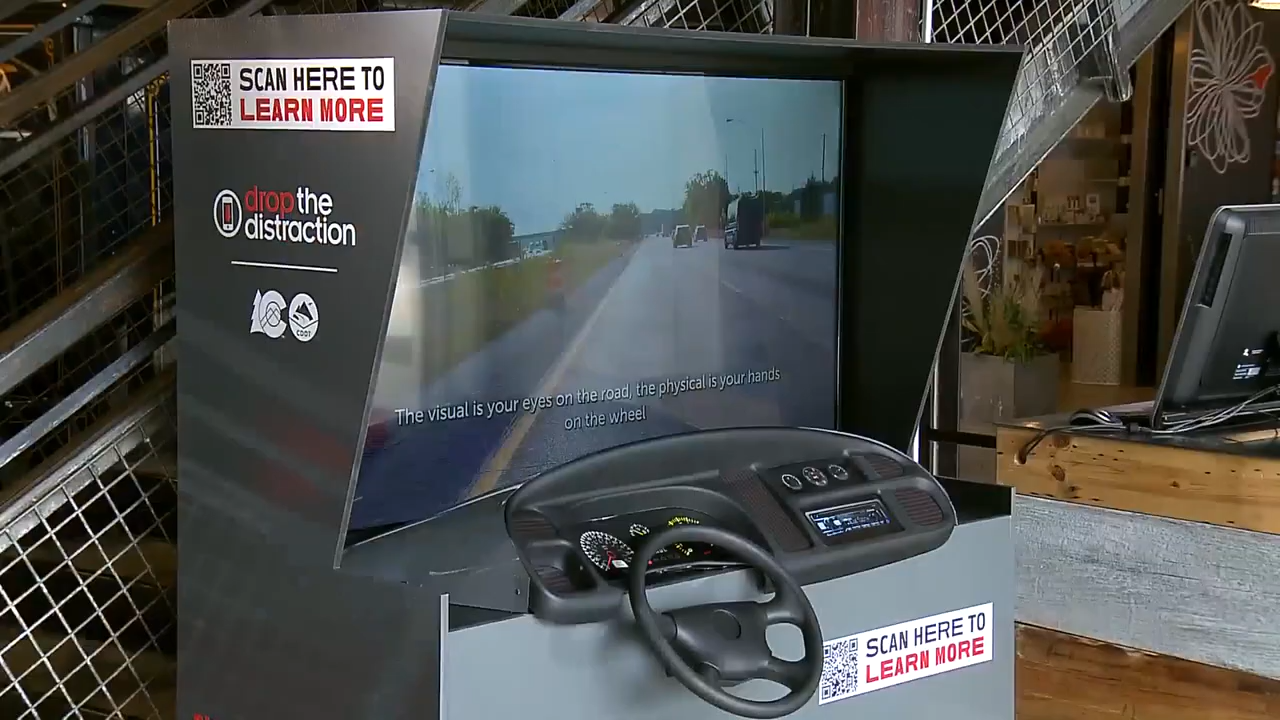 SCAN HERE TO
LEARN MORE
drop the
distraction
CDOT
The visual is your eyes on the road, the physical is your hands
on the wheel
SCAN HERE TO
LEARN MORE